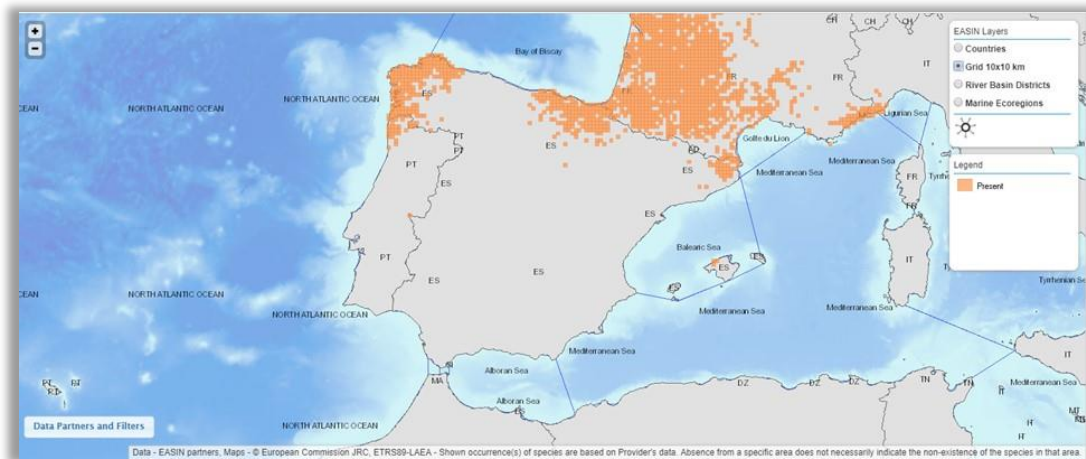 +
−
Bay of Biscay
CH
CH
CH
IT
FR
FR
FR
ES
ES
ES
NORTH ATLANTIC OCEAN
NORTH ATLANTIC OCEAN
PT
PT
PT
ES
Golfe du Lion
Ligurian Sea
Mediterranean Sea
Mediterranean Sea
ES
ES
Balearic Sea
ES
FR
IT
PT
ES
ES
OCEAN
NORTH ATLANTIC OCEAN
NORTH ATLANTIC OCEAN
Mediterranean Sea
Mediterranean Sea
Tyrrhenian Se
Mediterranean Sea
Alboran Sea
MA
Alboran Sea
DZ
DZ
DZ
TN
TN
IT
Mediterranean Sea
NORTH ATLANTIC OCEAN
EASIN Layers
Countries
Grid 10x10 km
River Basin Districts
Marine Ecoregions
Legend
Present
Data Partners and Filters
Data - EASIN partners, Maps - © European Commission JRC, ETRS89-LAEA - Shown occurrence(s) of species are based on Provider's data. Absence from a specific area does not necessarily indicate the non-existence of the species in that area.